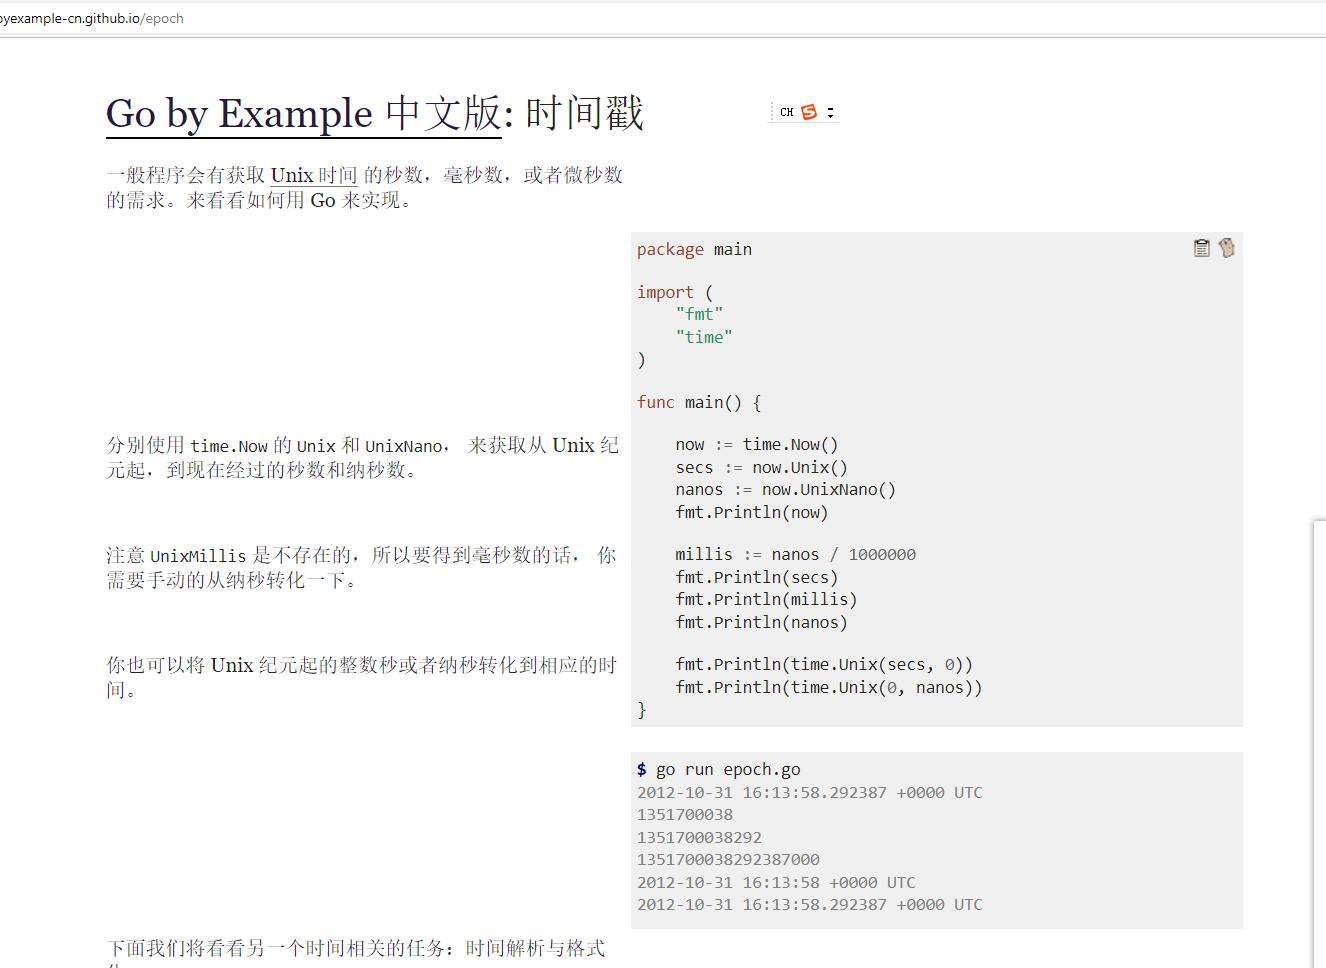 byexample-cn.github.io/epoch
Go by Example 中文版: 时间戳
CH
一般程序会有获取 Unix 时间 的秒数，毫秒数，或者微秒数
的需求。来看看如何用 Go 来实现。
package main
import (
"fmt"
"time"
)
func main() {
分别使用 time.Now 的 Unix 和 UnixNano， 来获取从 Unix 纪
元起，到现在经过的秒数和纳秒数。
now := time.Now()
secs := now.Unix()
nanos := now.UnixNano()
fmt.Println(now)
注意 UnixMillis 是不存在的，所以要得到毫秒数的话， 你
需要手动的从纳秒转化一下。
millis := nanos / 1000000
fmt.Println(secs)
fmt.Println(millis)
fmt.Println(nanos)
你也可以将 Unix 纪元起的整数秒或者纳秒转化到相应的时
间。
fmt.Println(time.Unix(secs, 0))
fmt.Println(time.Unix(0, nanos))
}
$ go run epoch.go
2012-10-31 16:13:58.292387 +0000 UTC
1351700038
1351700038292
1351700038292387000
2012-10-31 16:13:58 +0000 UTC
2012-10-31 16:13:58.292387 +0000 UTC
下面我们将看看另一个时间相关的任务：时间解析与格式